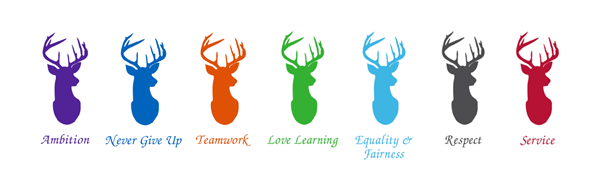 Ambition
Never Give Up
Teamwork
Love Learning
Equality &
Fairness
Respect
Service